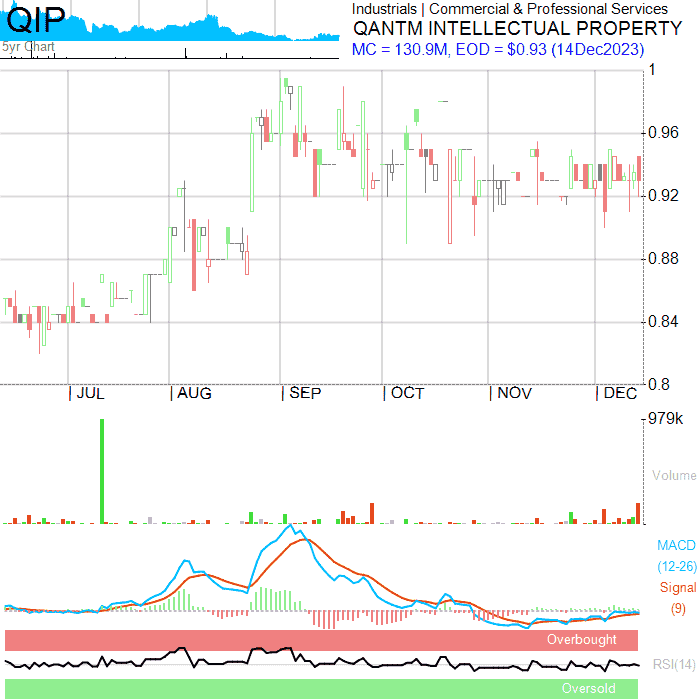 QIP
5yr Chart
Industrials | Commercial & Professional Services
QANTM INTELLECTUAL PROPERTY
MC = 130.9M, EOD = $0.93 (14Dec2023)
1
0.96
0.92
0.88
0.84
0.8
| JUL | AUG | SEP | OCT | NOV | DEC
979k
Volume
MACD
(12-26)
Signal
(9)
Overbought
RSI(14)
Oversold